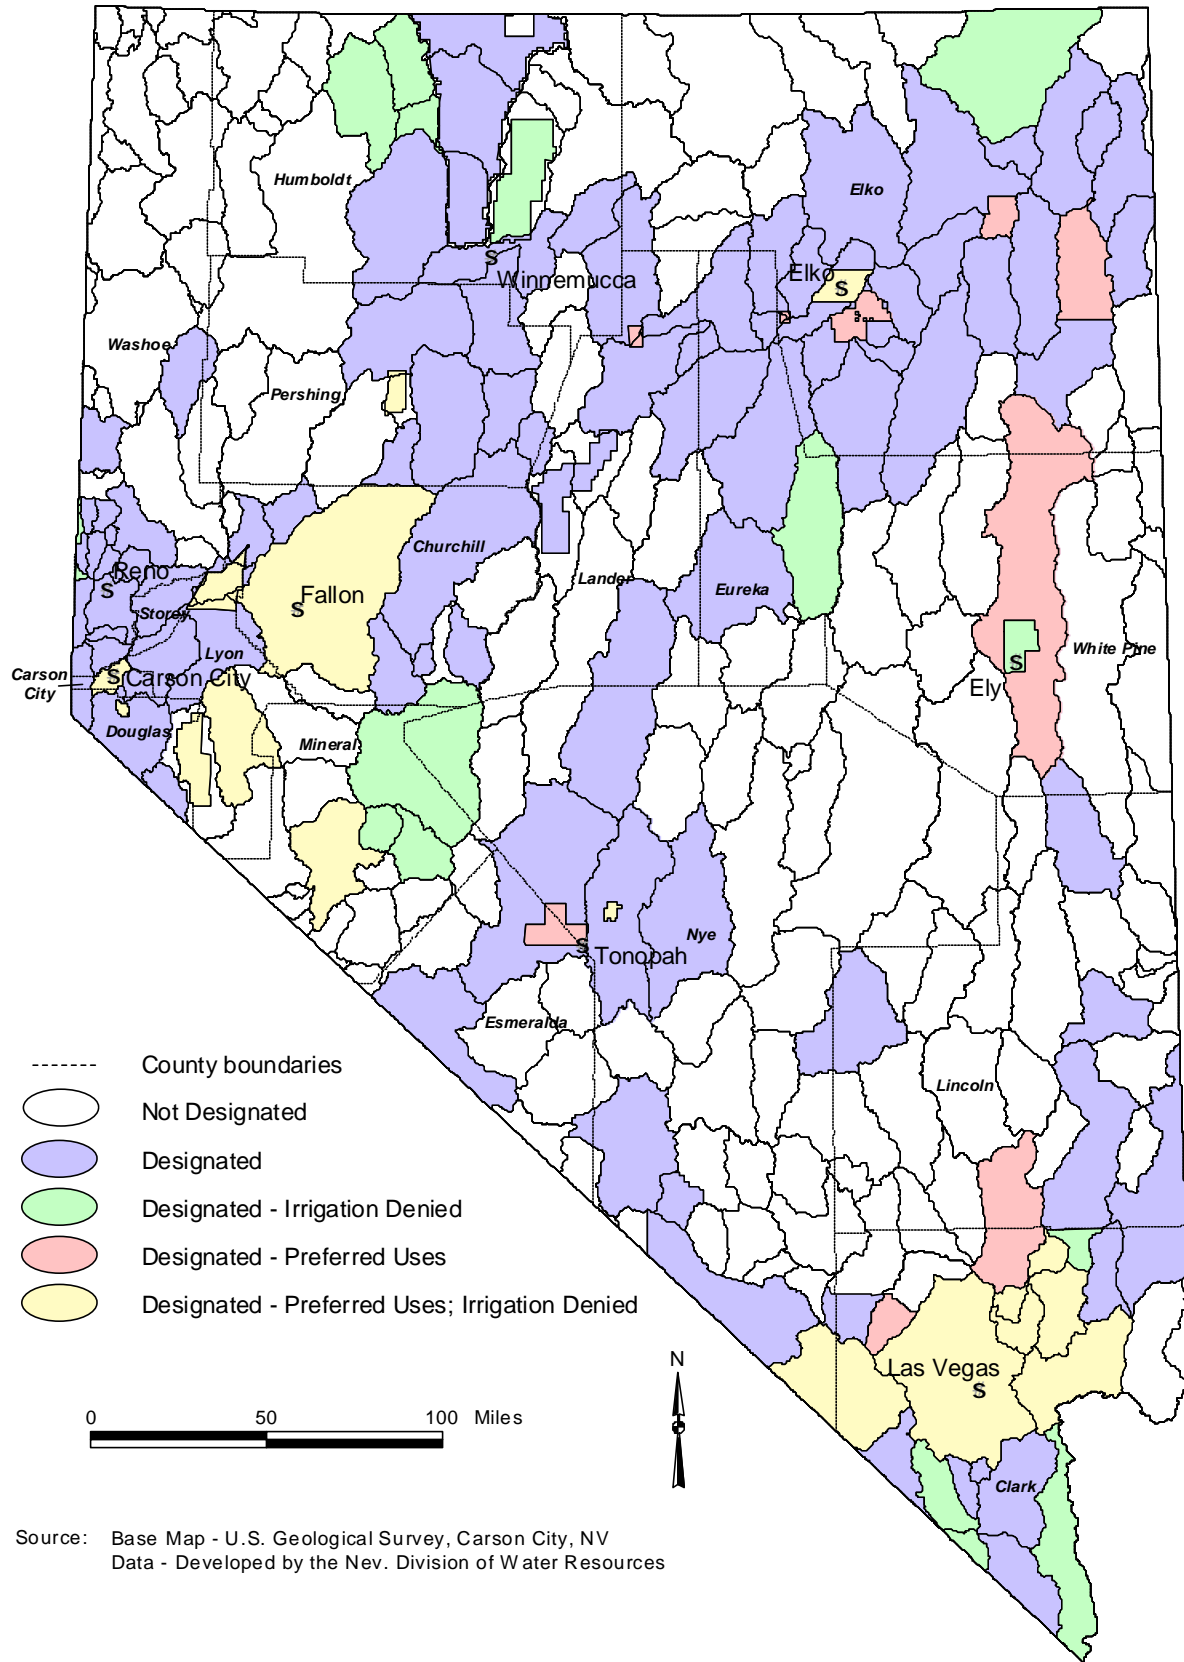 Humboldt
Elko
Winnemucca
Elko
Washoe
Pershing
Churchill
Lander
Eureka
Reno
Fallon
Storey
Lyon
White Pine
Carson
City
Carson City
Ely
Douglas
Mineral
Nye
Tonopah
Esmeralda
Lincoln
County boundaries
Not Designated
Designated
Designated - Irrigation Denied
Designated - Preferred Uses
Designated - Preferred Uses; Irrigation Denied
N
Las Vegas
0 50 100 Miles
Clark
Source: Base Map - U.S. Geological Survey, Carson City, NV
Data - Developed by the Nev. Division of Water Resources
S
S
S
S
S
S
S
S